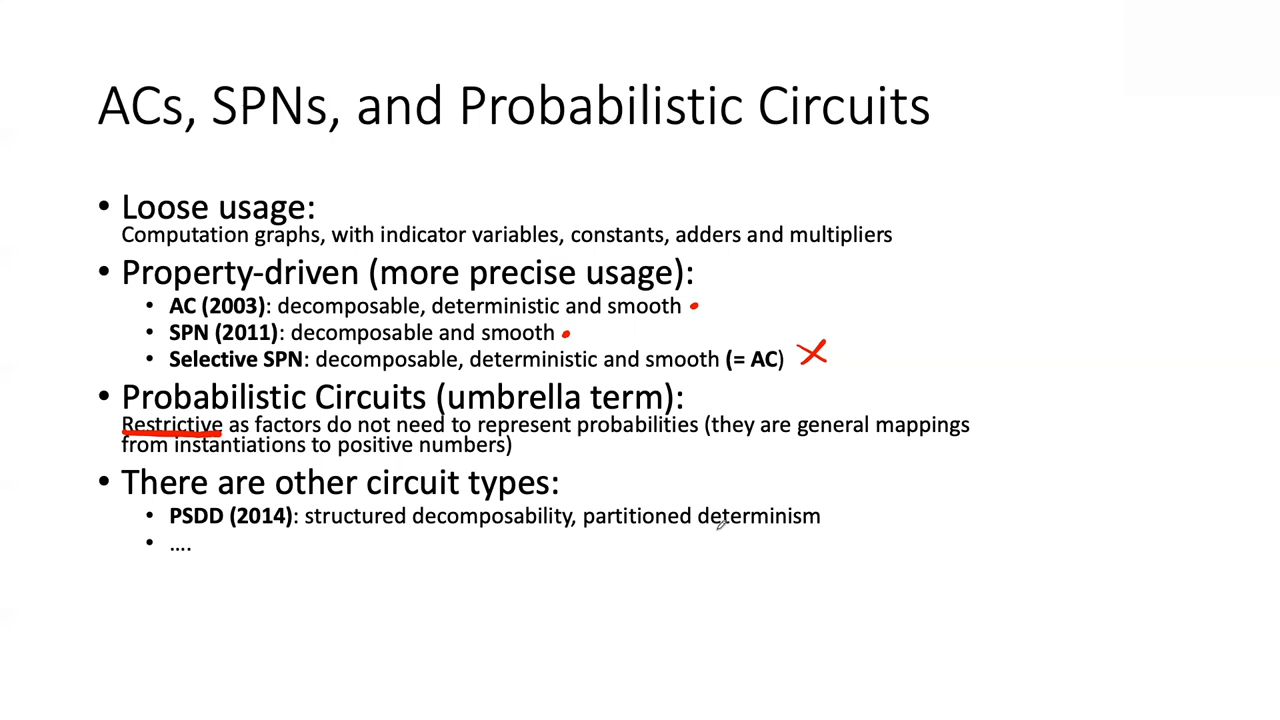 ACs, SPNs, and Probabilistic Circuits
• Loose usage:
Computation graphs, with indicator variables, constants, adders and multipliers
• Property-driven (more precise usage):
• AC (2003): decomposable, deterministic and smooth
• SPN (2011): decomposable and smooth
• Selective SPN: decomposable, deterministic and smooth (= AC)
• Probabilistic Circuits (umbrella term):
Restrictive as factors do not need to represent probabilities (they are general mappings
from instantiations to positive numbers)
• There are other circuit types:
• PSDD (2014): structured decomposability, partitioned determinism
• ....